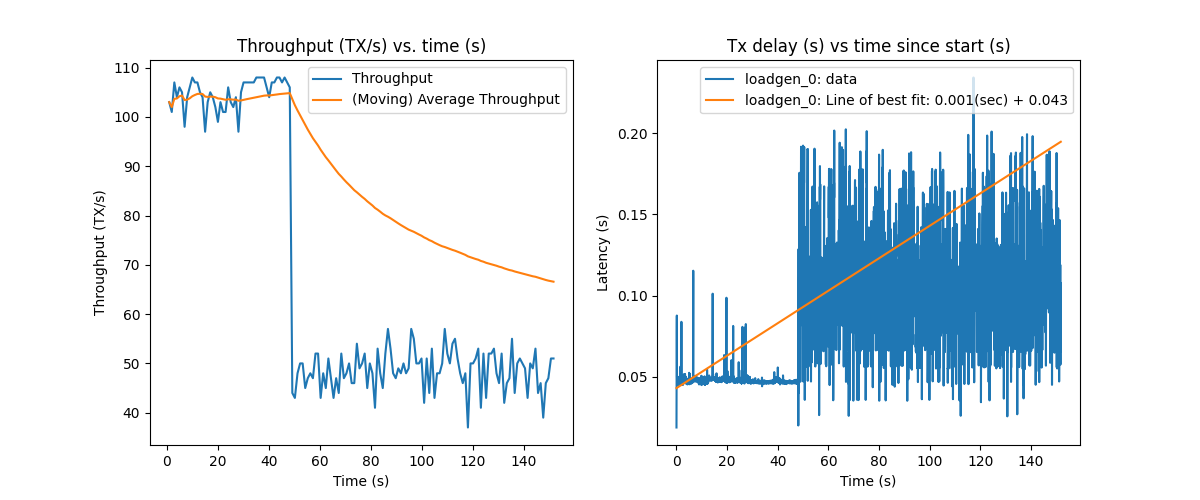 Throughput (TX/s) vs. time (s)
Throughput (TX/s)
110
100
90
80
70
60
50
40
Throughput
(Moving) Average Throughput
0 20 40 60 80 100 120 140
Time (s)
Tx delay (s) vs time since start (s)
Latency (s)
0.20
0.15
0.10
0.05
loadgen_0: data
loadgen_0: Line of best fit: 0.001(sec) + 0.043
0 20 40 60 80 100 120 140
Time (s)